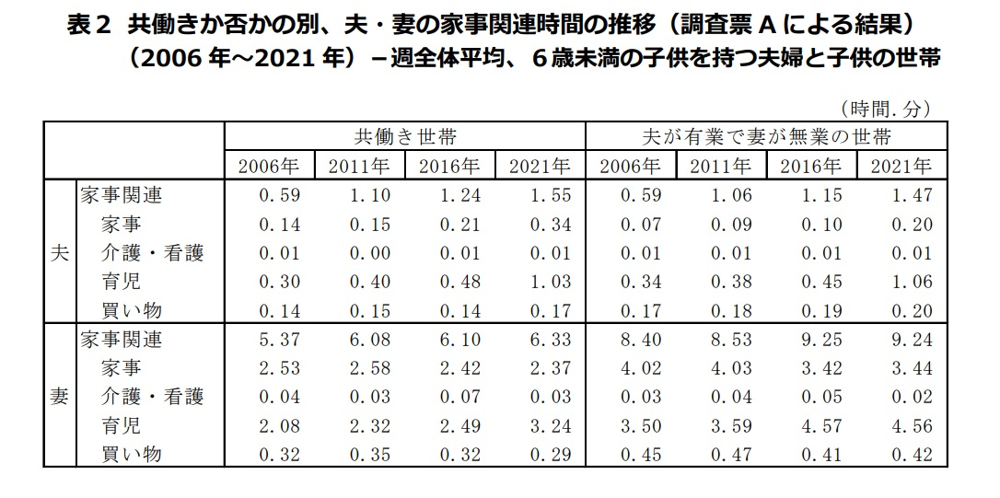 表2 共働きか否かの別、夫・妻の家事関連時間の推移(調査票Aによる結果)
(2006年~2021年)-週全体平均、6歳未満の子供を持つ夫婦と子供の世帯
(時間.分)
共働き世帯 夫が有業で妻が無業の世帯
2006年 2011年 2016年 2021年 2006年 2011年 2016年 2021年
家事関連 0.59 1.10 1.24 1.55 0.59 1.06 1.15 1.47
家事 0.14 0.15 0.21 0.34 0.07 0.09 0.10 0.20
夫 介護・看護 0.01 0.00 0.01 0.01 0.01 0.01 0.01 0.01
育児 0.30 0.40 0.48 1.03 0.34 0.38 0.45 1.06
買い物 0.14 0.15 0.14 0.17 0.17 0.18 0.19 0.20
家事関連 5.37 6.08 6.10 6.33 8.40 8.53 9.25 9.24
家事 2.53 2.58 2.42 2.37 4.02 4.03 3.42 3.44
妻 介護・看護 0.04 0.03 0.07 0.03 0.03 0.04 0.05 0.02
育児 2.08 2.32 2.49 3.24 3.50 3.59 4.57 4.56
買い物 0.32 0.35 0.32 0.29 0.45 0.47 0.41 0.42